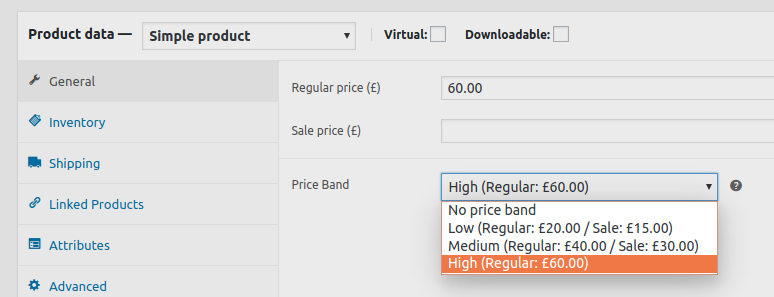 Product data — Simple product Virtual: Downloadable:
General
Regular price (£) 60.00
Inventory
Sale price (£)
Shipping
Price Band High (Regular: £60.00)
Linked Products
No price band
Low (Regular: £20.00 / Sale: £15.00)
Attributes
Medium (Regular: £40.00 / Sale: £30.00)
High (Regular: £60.00)
Advanced